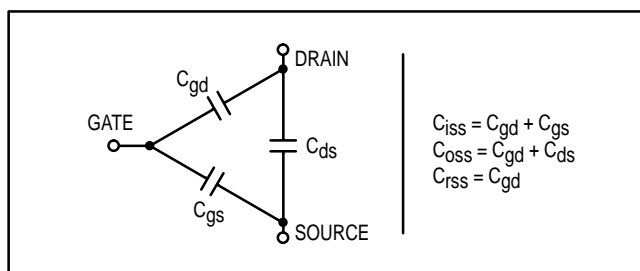 DRAIN
Cgd
GATE
Cds
Cgs
SOURCE
Ciss = Cgd + Cgs
Coss = Cgd + Cds
Crss = Cgd